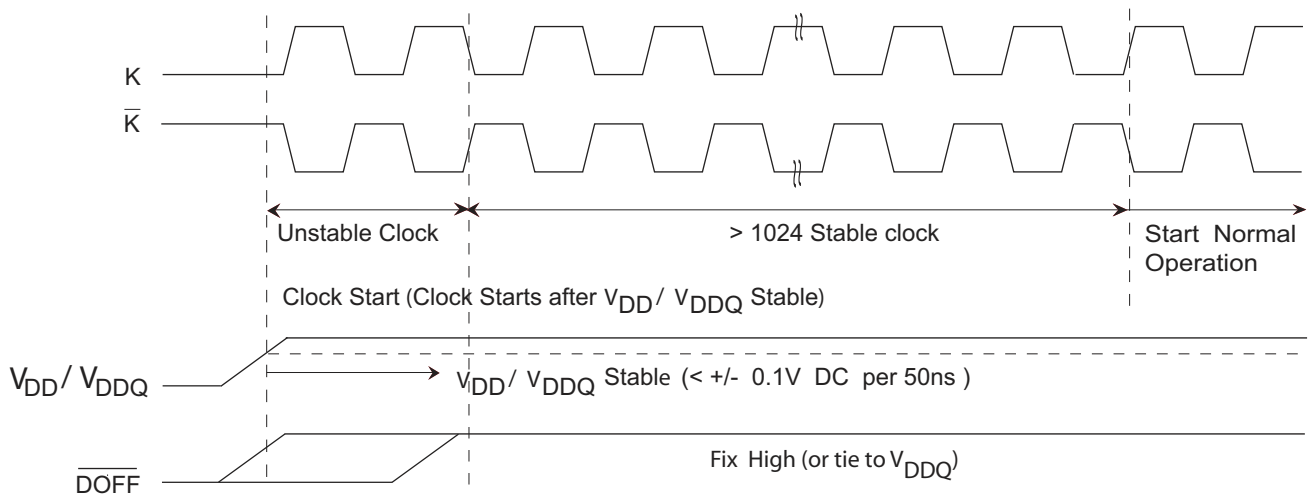 K
K̅
Unstable Clock
> 1024 Stable clock
Start Normal
Operation
Clock Start (Clock Starts after VDD / VDDQ Stable)
VDD / VDDQ
VDD / VDDQ Stable (< +/- 0.1V DC per 50ns )
D̅O̅F̅F̅
Fix High (or tie to VDDQ)